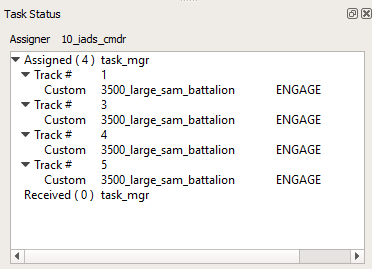 Task Status
Assigner 10_iads_cmdr
Assigned ( 4 ) task_mgr
Track # 1
Custom 3500_large_sam_battalion ENGAGE
Track # 3
Custom 3500_large_sam_battalion ENGAGE
Track # 4
Custom 3500_large_sam_battalion ENGAGE
Track # 5
Custom 3500_large_sam_battalion ENGAGE
Received ( 0 ) task_mgr